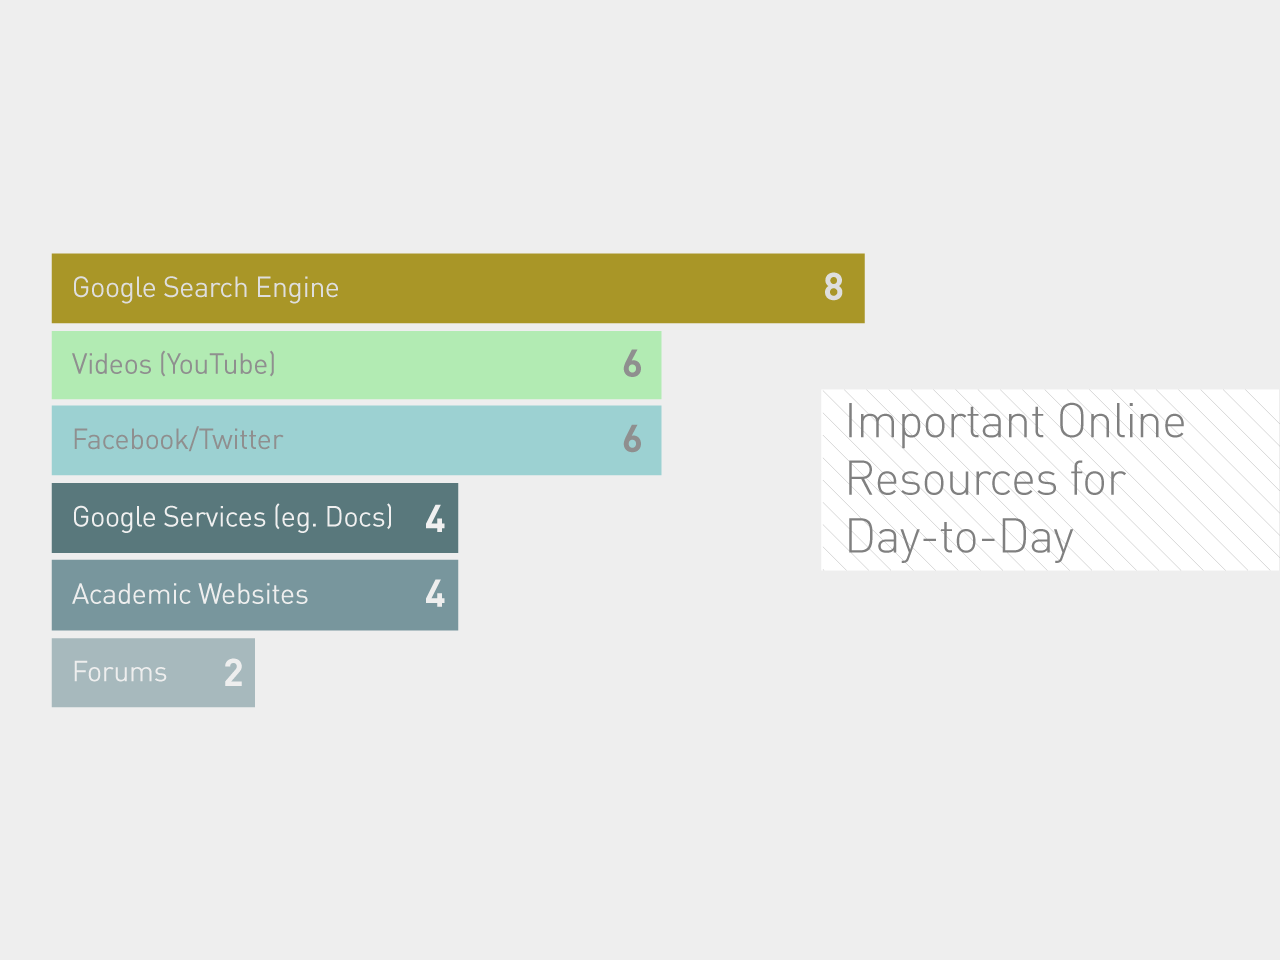 Google Search Engine 8
Videos (YouTube) 6
Facebook/Twitter 6
Google Services (eg. Docs) 4
Academic Websites 4
Forums 2
Important Online
Resources for
Day-to-Day